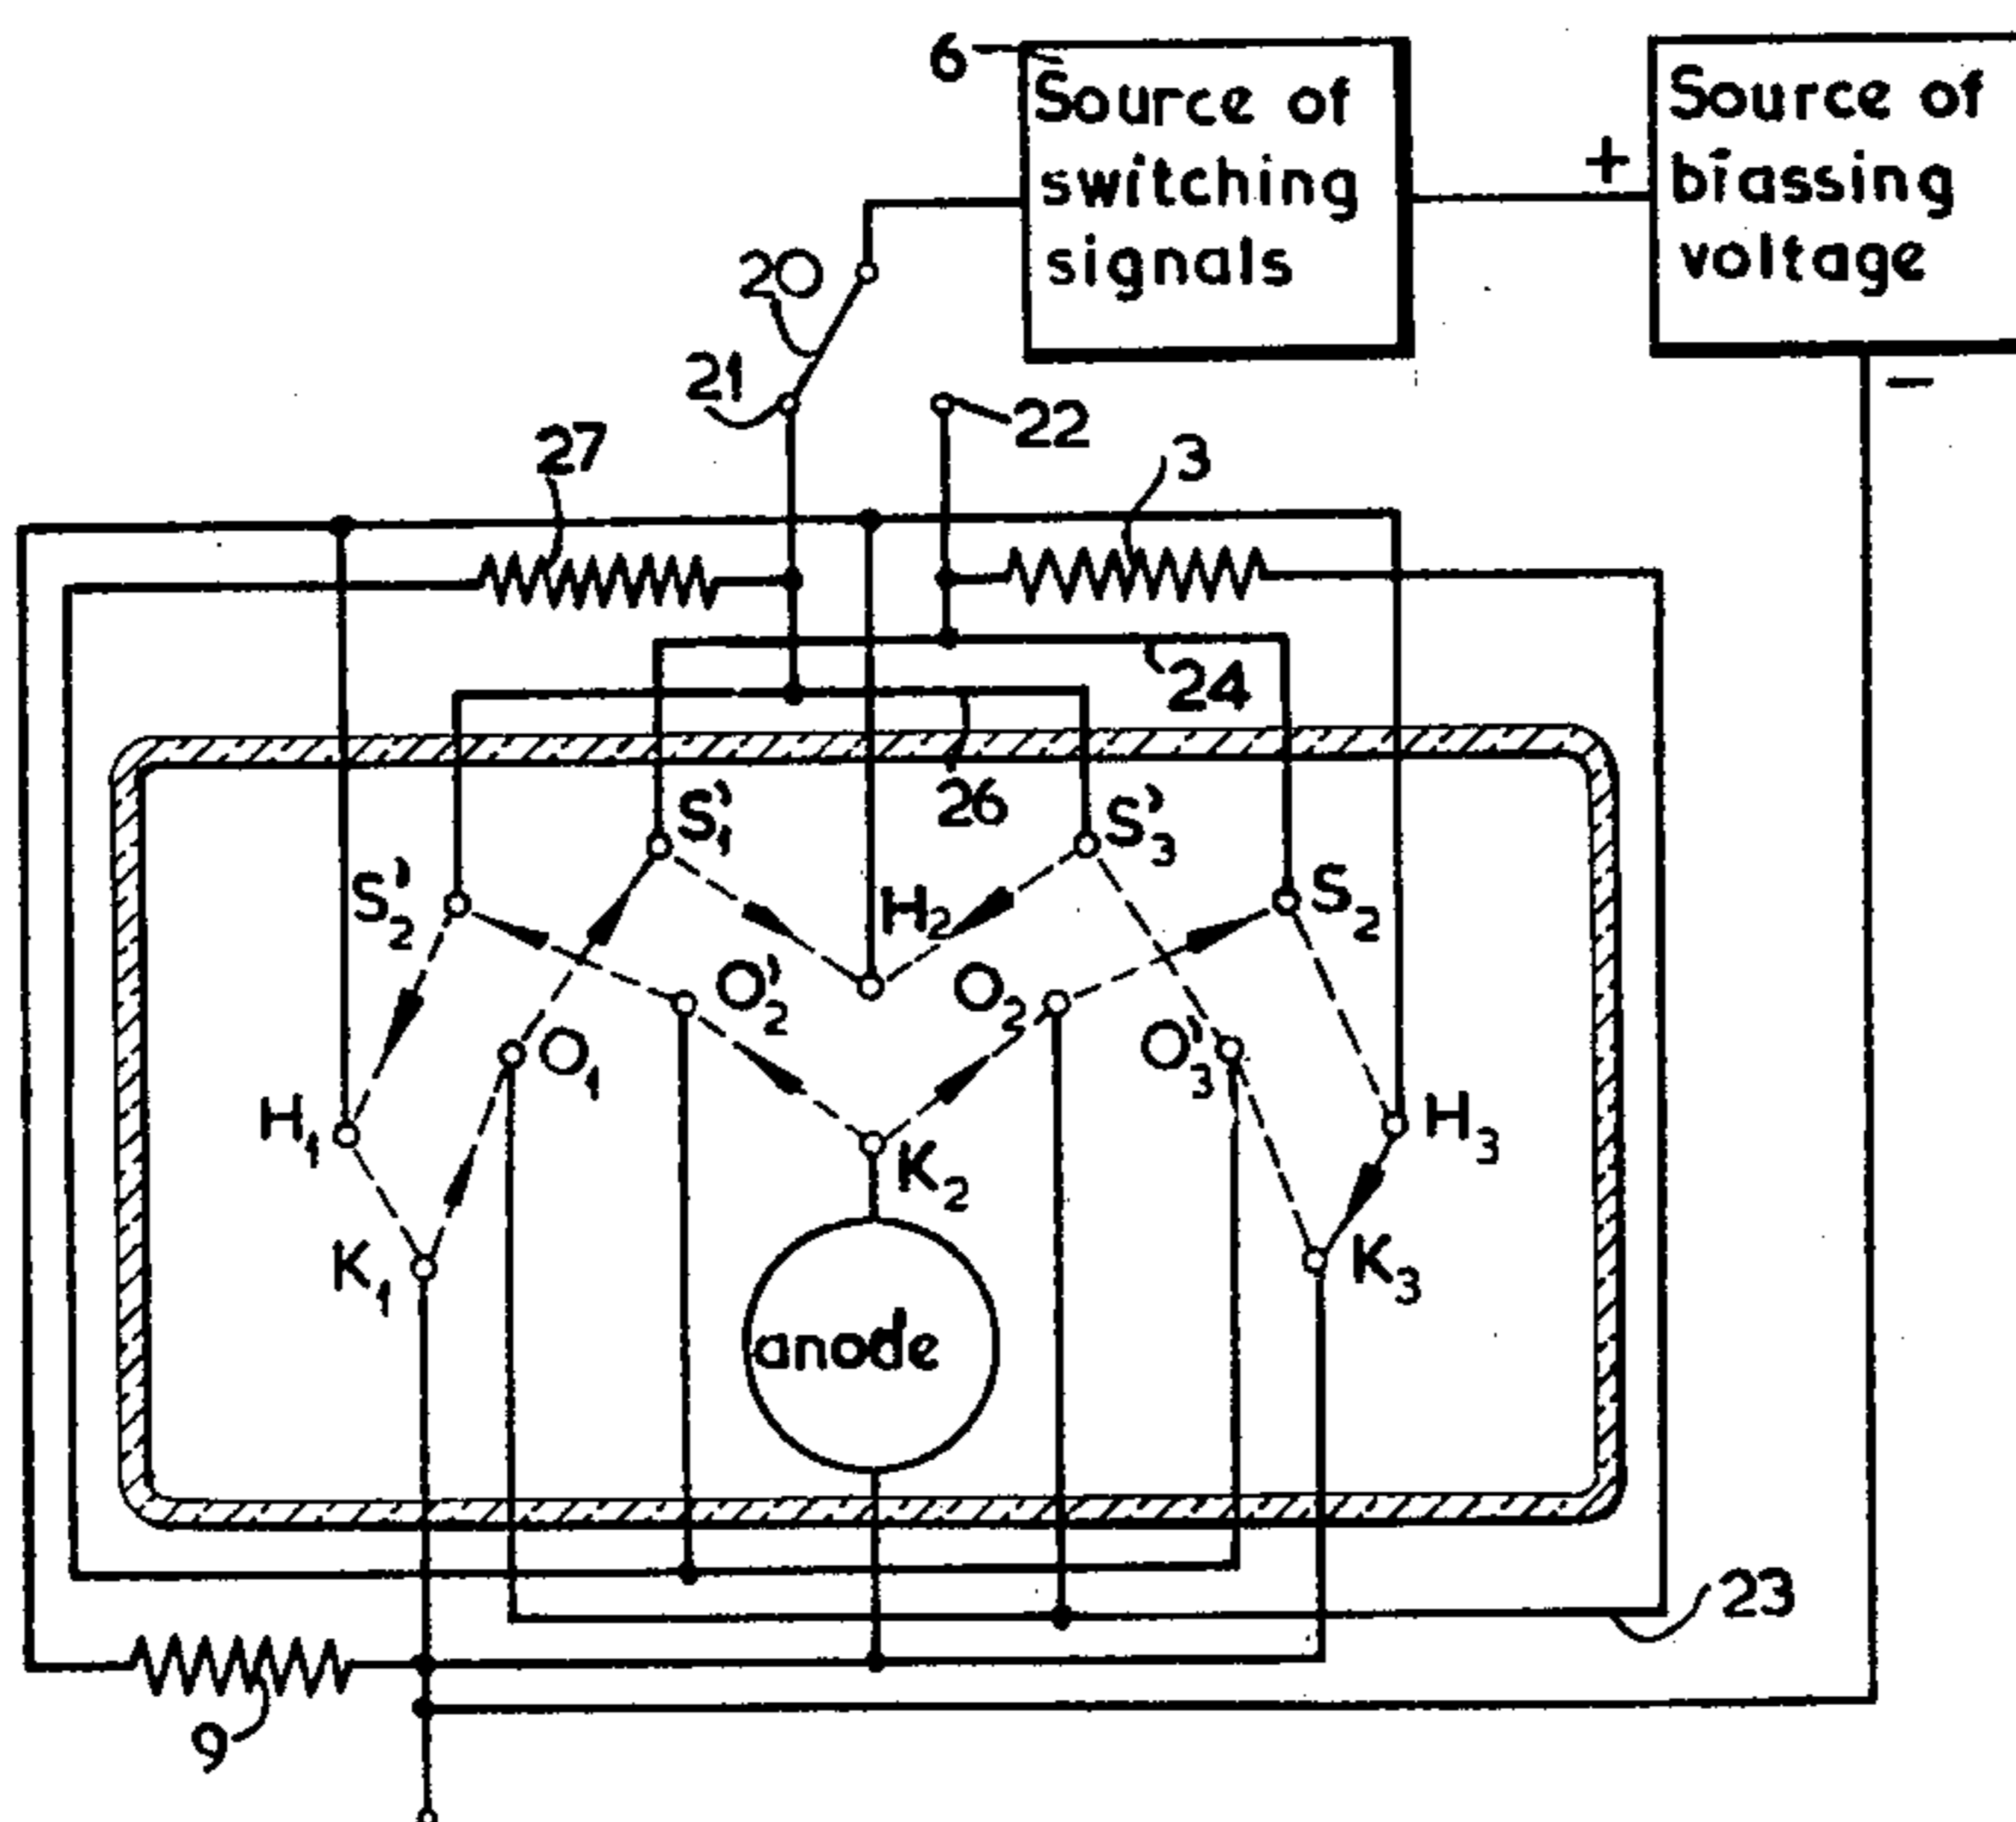 6
Source of
switching
signals
+
Source of
biassing
voltage
−
20
21
22
27
3
24
26
S'1
S'3
S'2
H2
S2
O'2
O2
O1
O'3
H1
H3
K2
K1
K3
anode
23
9